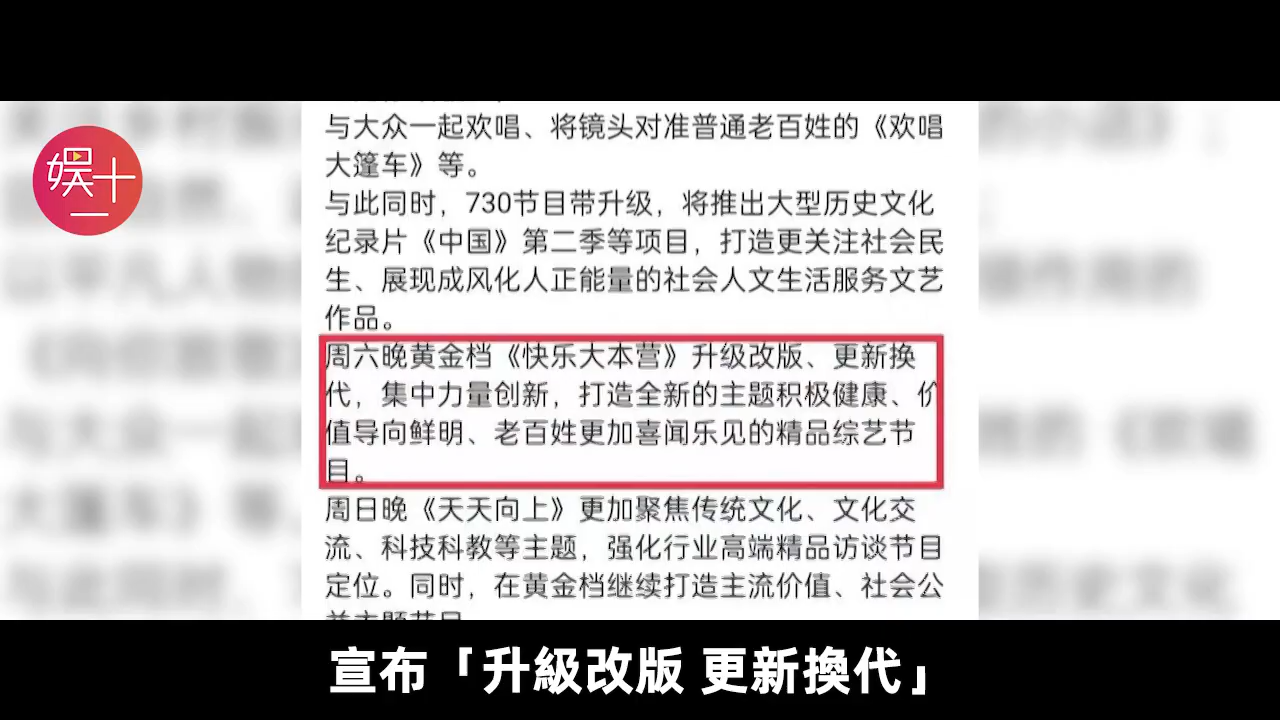 娱十一
与大众一起欢唱、将镜头对准普通老百姓的《欢唱
大篷车》等。
与此同时，730节目带升级，将推出大型历史文化
纪录片《中国》第二季等项目，打造更关注社会民
生、展现成风化人正能量的社会人文生活服务文艺
作品。
周六晚黄金档《快乐大本营》升级改版、更新换
代，集中力量创新，打造全新的主题积极健康、价
值导向鲜明、老百姓更加喜闻乐见的精品综艺节
目。
周日晚《天天向上》更加聚焦传统文化、文化交
流、科技科教等主题，强化行业高端精品访谈节目
定位。同时，在黄金档继续打造主流价值、社会公
宣布「升級改版 更新換代」